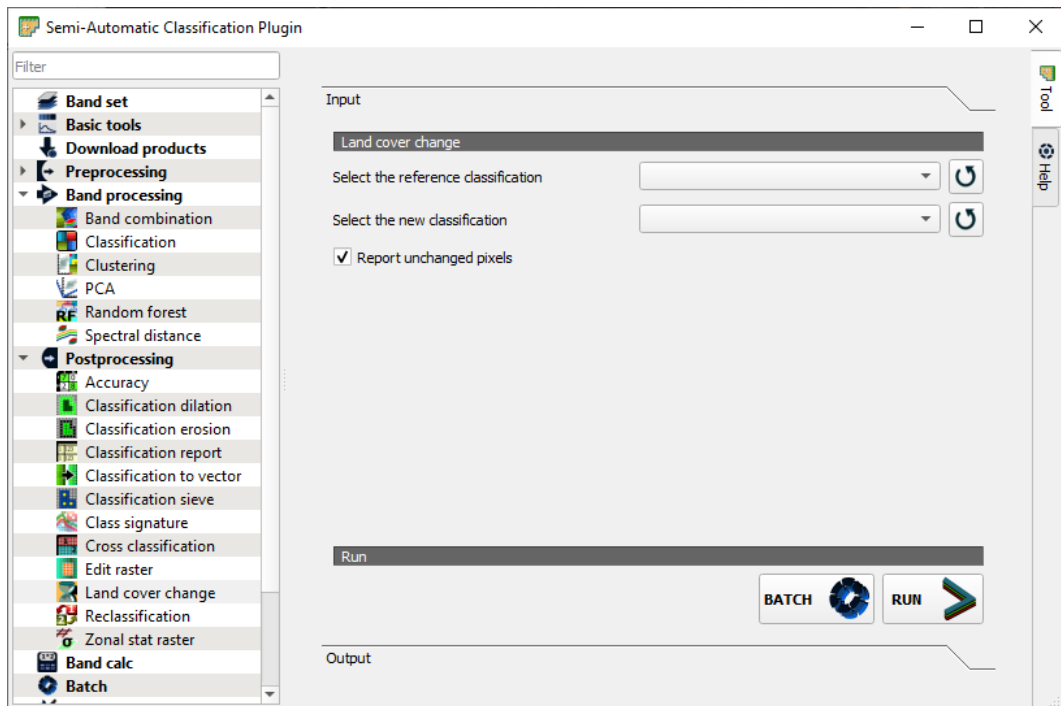 Semi-Automatic Classification Plugin
Filter
Band set
Basic tools
Download products
Preprocessing
Band processing
Band combination
Classification
Clustering
PCA
RF Random forest
Spectral distance
Postprocessing
Accuracy
Classification dilation
Classification erosion
Classification report
Classification to vector
Classification sieve
Class signature
Cross classification
Edit raster
Land cover change
Reclassification
σ Zonal stat raster
Band calc
Batch
Input
Land cover change
Select the reference classification
Select the new classification
Report unchanged pixels
Run
BATCH
RUN
Output
Tool
Help